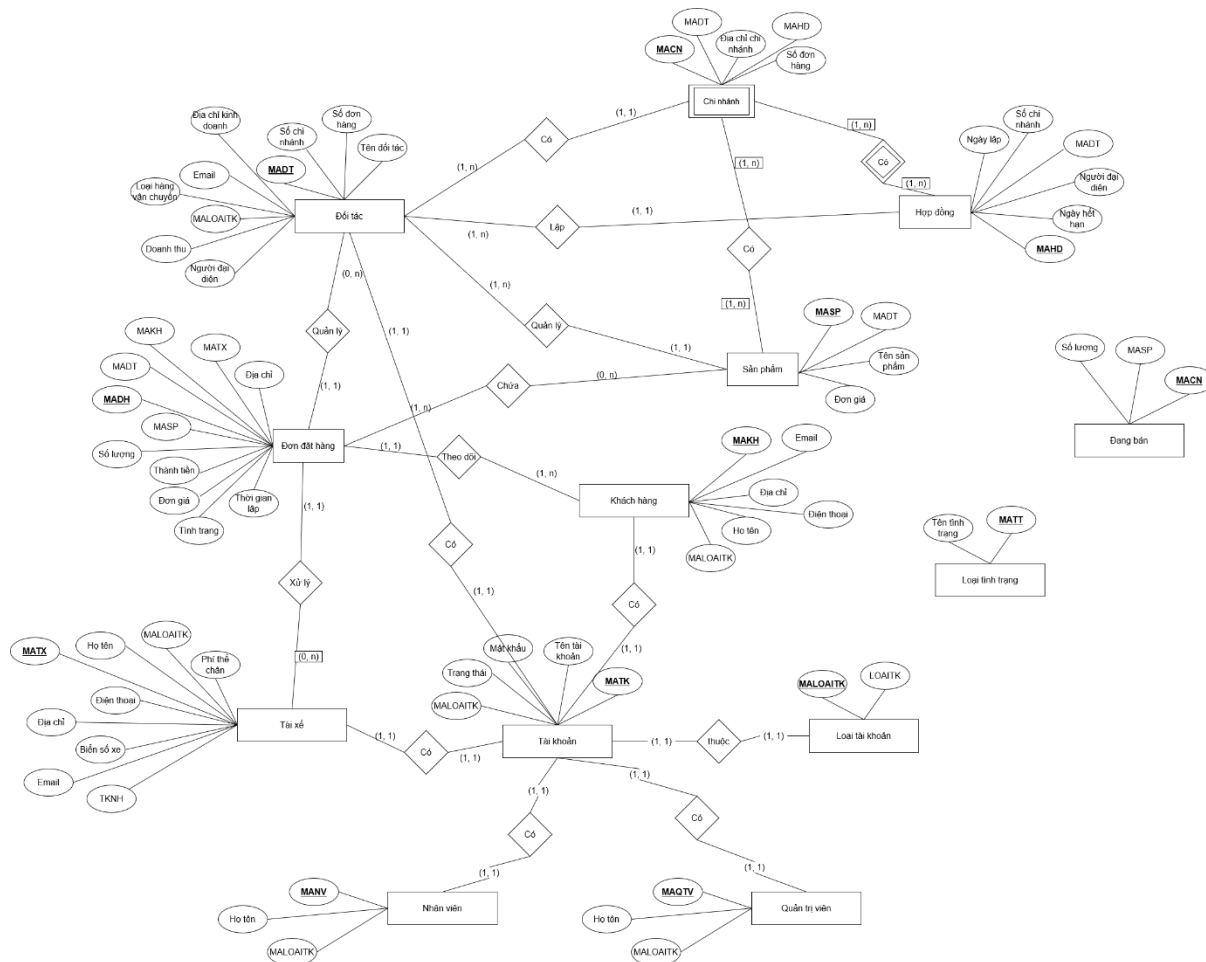 MADT
MAHD
MACN
Địa chỉ chi
nhánh
Số đơn
hàng
Chi nhánh
(1, 1)
(1, n)
(1, n)
Có
(1, n)
Địa chỉ kinh
doanh
Số đơn
hàng
Số chi
nhánh
Tên đối tác
MADT
Email
Loại hàng
vận chuyển
MALOAITK
Doanh thu
Người đại
diện
Đối tác
Có
(1, n)
Số chi
nhánh
Ngày lập
MADT
Người đại
diện
Ngày hết
hạn
MAHD
Hợp đồng
(1, n)
Lập
(1, 1)
(1, n)
Quản lý
(1, 1)
Có
(1, n)
(0, n)
Quản lý
(1, 1)
(1, 1)
MASP
MADT
Tên sản
phẩm
Đơn giá
Sản phẩm
Số lượng
MASP
MACN
Đang bán
MAKH
MATX
MADT
Địa chỉ
MADH
MASP
Số lượng
Thành tiền
Đơn giá
Thời gian
lập
Tình trạng
Đơn đặt hàng
(1, n)
Chứa
(0, n)
(1, 1)
Theo dõi
(1, n)
MAKH
Email
Địa chỉ
Điện thoại
Họ tên
MALOAITK
Khách hàng
Tên tình
trạng
MATT
Loại tình trạng
(1, 1)
Xử lý
(0, n)
Có
(1, 1)
(1, 1)
Có
(1, 1)
MATX
Họ tên
MALOAITK
Phí thế
chân
Điện thoại
Địa chỉ
Biển số xe
Email
TKNH
Tài xế
(1, 1)
Có
(1, 1)
Mật khẩu
Tên tài
khoản
Trạng thái
MATK
MALOAITK
Tài khoản
(1, 1)
thuộc
(1, 1)
MALOAITK
LOAITK
Loại tài khoản
(1, 1)
Có
(1, 1)
(1, 1)
Có
(1, 1)
MANV
Họ tên
MALOAITK
Nhân viên
MAQTV
Họ tên
MALOAITK
Quản trị viên